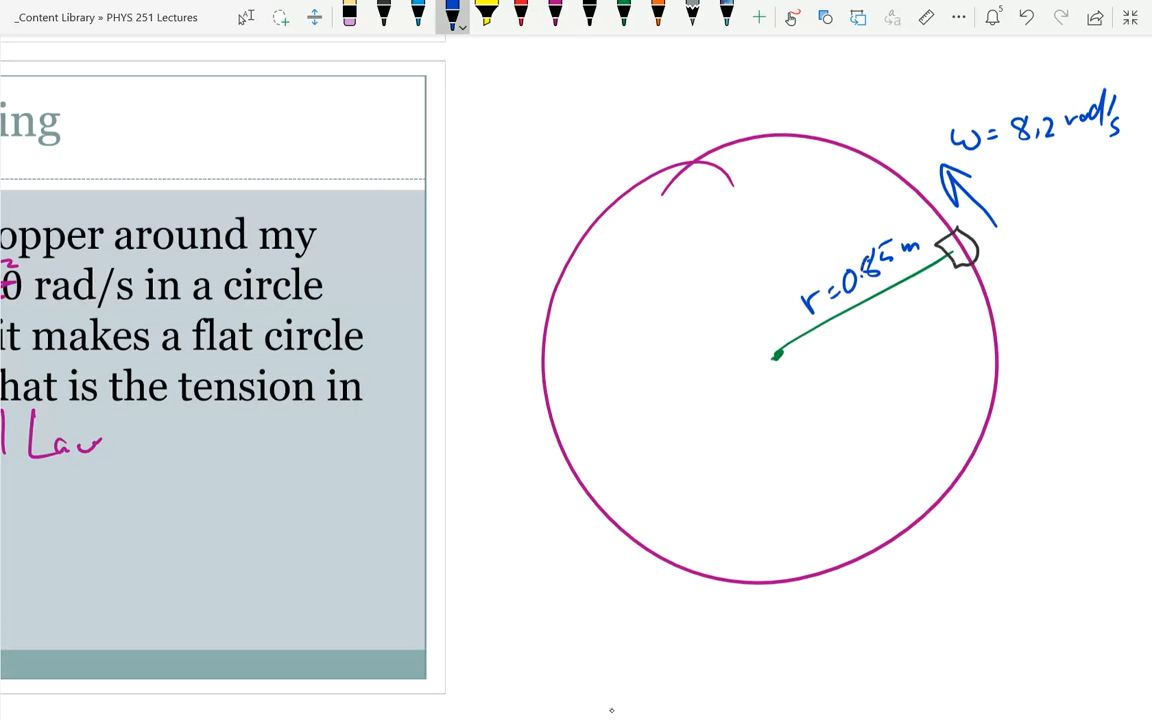 _Content Library » PHYS 251 Lectures
5
ing
opper around my
rad/s in a circle
it makes a flat circle
hat is the tension in
l Law
ω = 8,2 rad/s
r=0.85 m